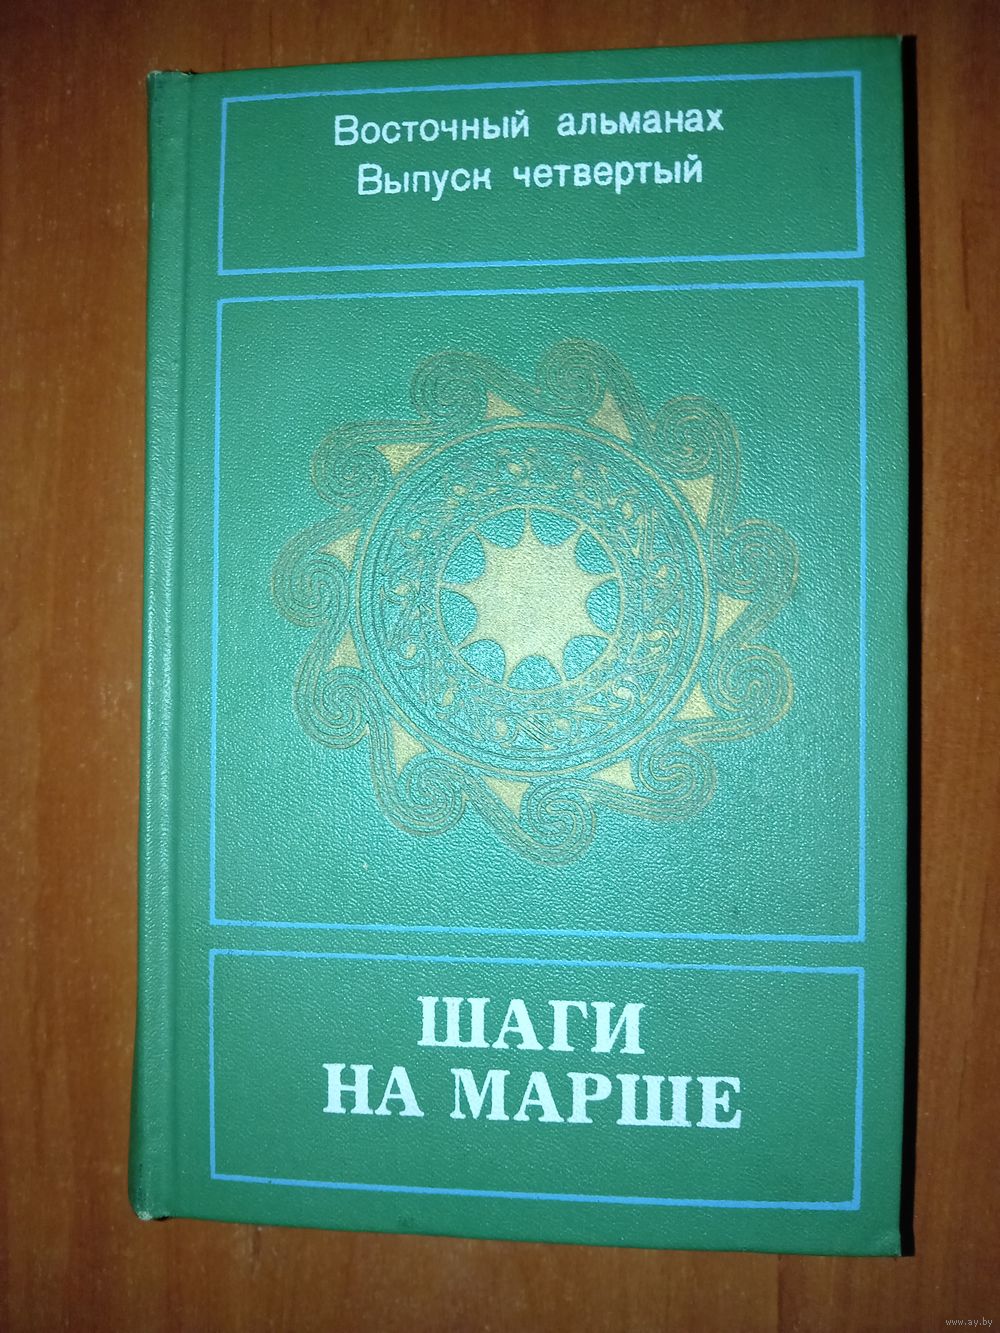 Восточный альманах
Выпуск четвертый
ШАГИ
НА МАРШЕ
www.ay.by